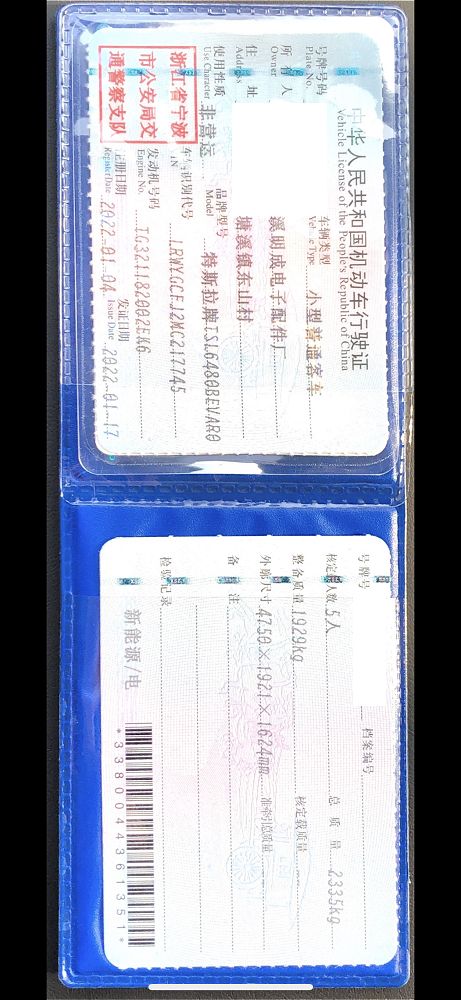 中华人民共和国机动车行驶证
Vehicle License of the People's Republic of China
号牌号码
Plate No.
车辆类型 小型普通客车
所有人 溪明成电子配件厂
Owner
住址 塘溪镇东山村
Address
使用性质 非营运
Use Character
品牌型号 特斯拉牌TSL6480BEVAR0
Model
浙江省宁波
市公安局交
通警察支队
车辆识别代号 LRWYGCFJ2MC217745
发动机号码 TG321182002EK6
Engine No.
注册日期 2022-01-04
Register Date
发证日期 2022-01-17
Issue Date
号牌号
档案编号
核定载人数 5人
总质量 2335kg
整备质量 1929kg
核定载质量
外廓尺寸 4750×1921×1624mm
准牵引总质量
备注
检验记录
新能源/电
*3380044361351*